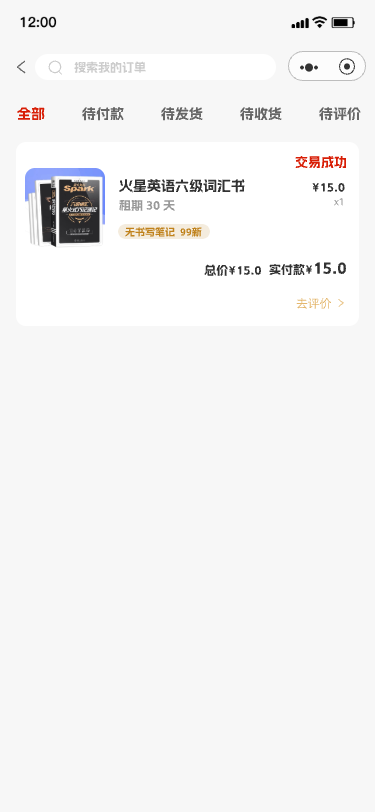 12:00
搜索我的订单
全部 待付款 待发货 待收货 待评价
交易成功
Spark
火星英语六级词汇书
¥15.0
租期 30 天
x1
无书写笔记 99新
总价¥15.0 实付款¥15.0
去评价 >